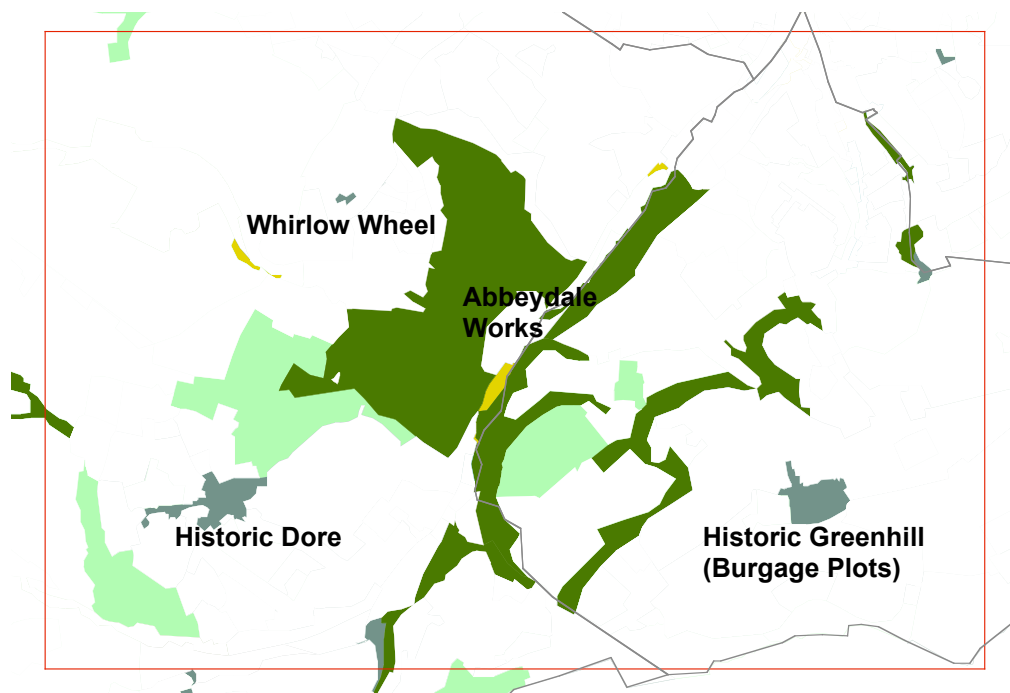 Whirlow Wheel
Abbeydale
Works
Historic Dore
Historic Greenhill
(Burgage Plots)